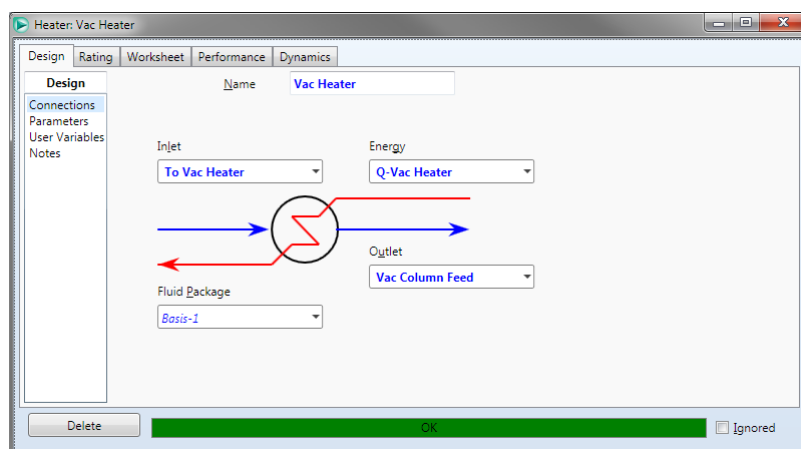 Heater: Vac Heater
Design Rating Worksheet Performance Dynamics
Design
Connections
Parameters
User Variables
Notes
Name Vac Heater
Inlet Energy
To Vac Heater Q-Vac Heater
Outlet
Vac Column Feed
Fluid Package
Basis-1
Delete OK Ignored